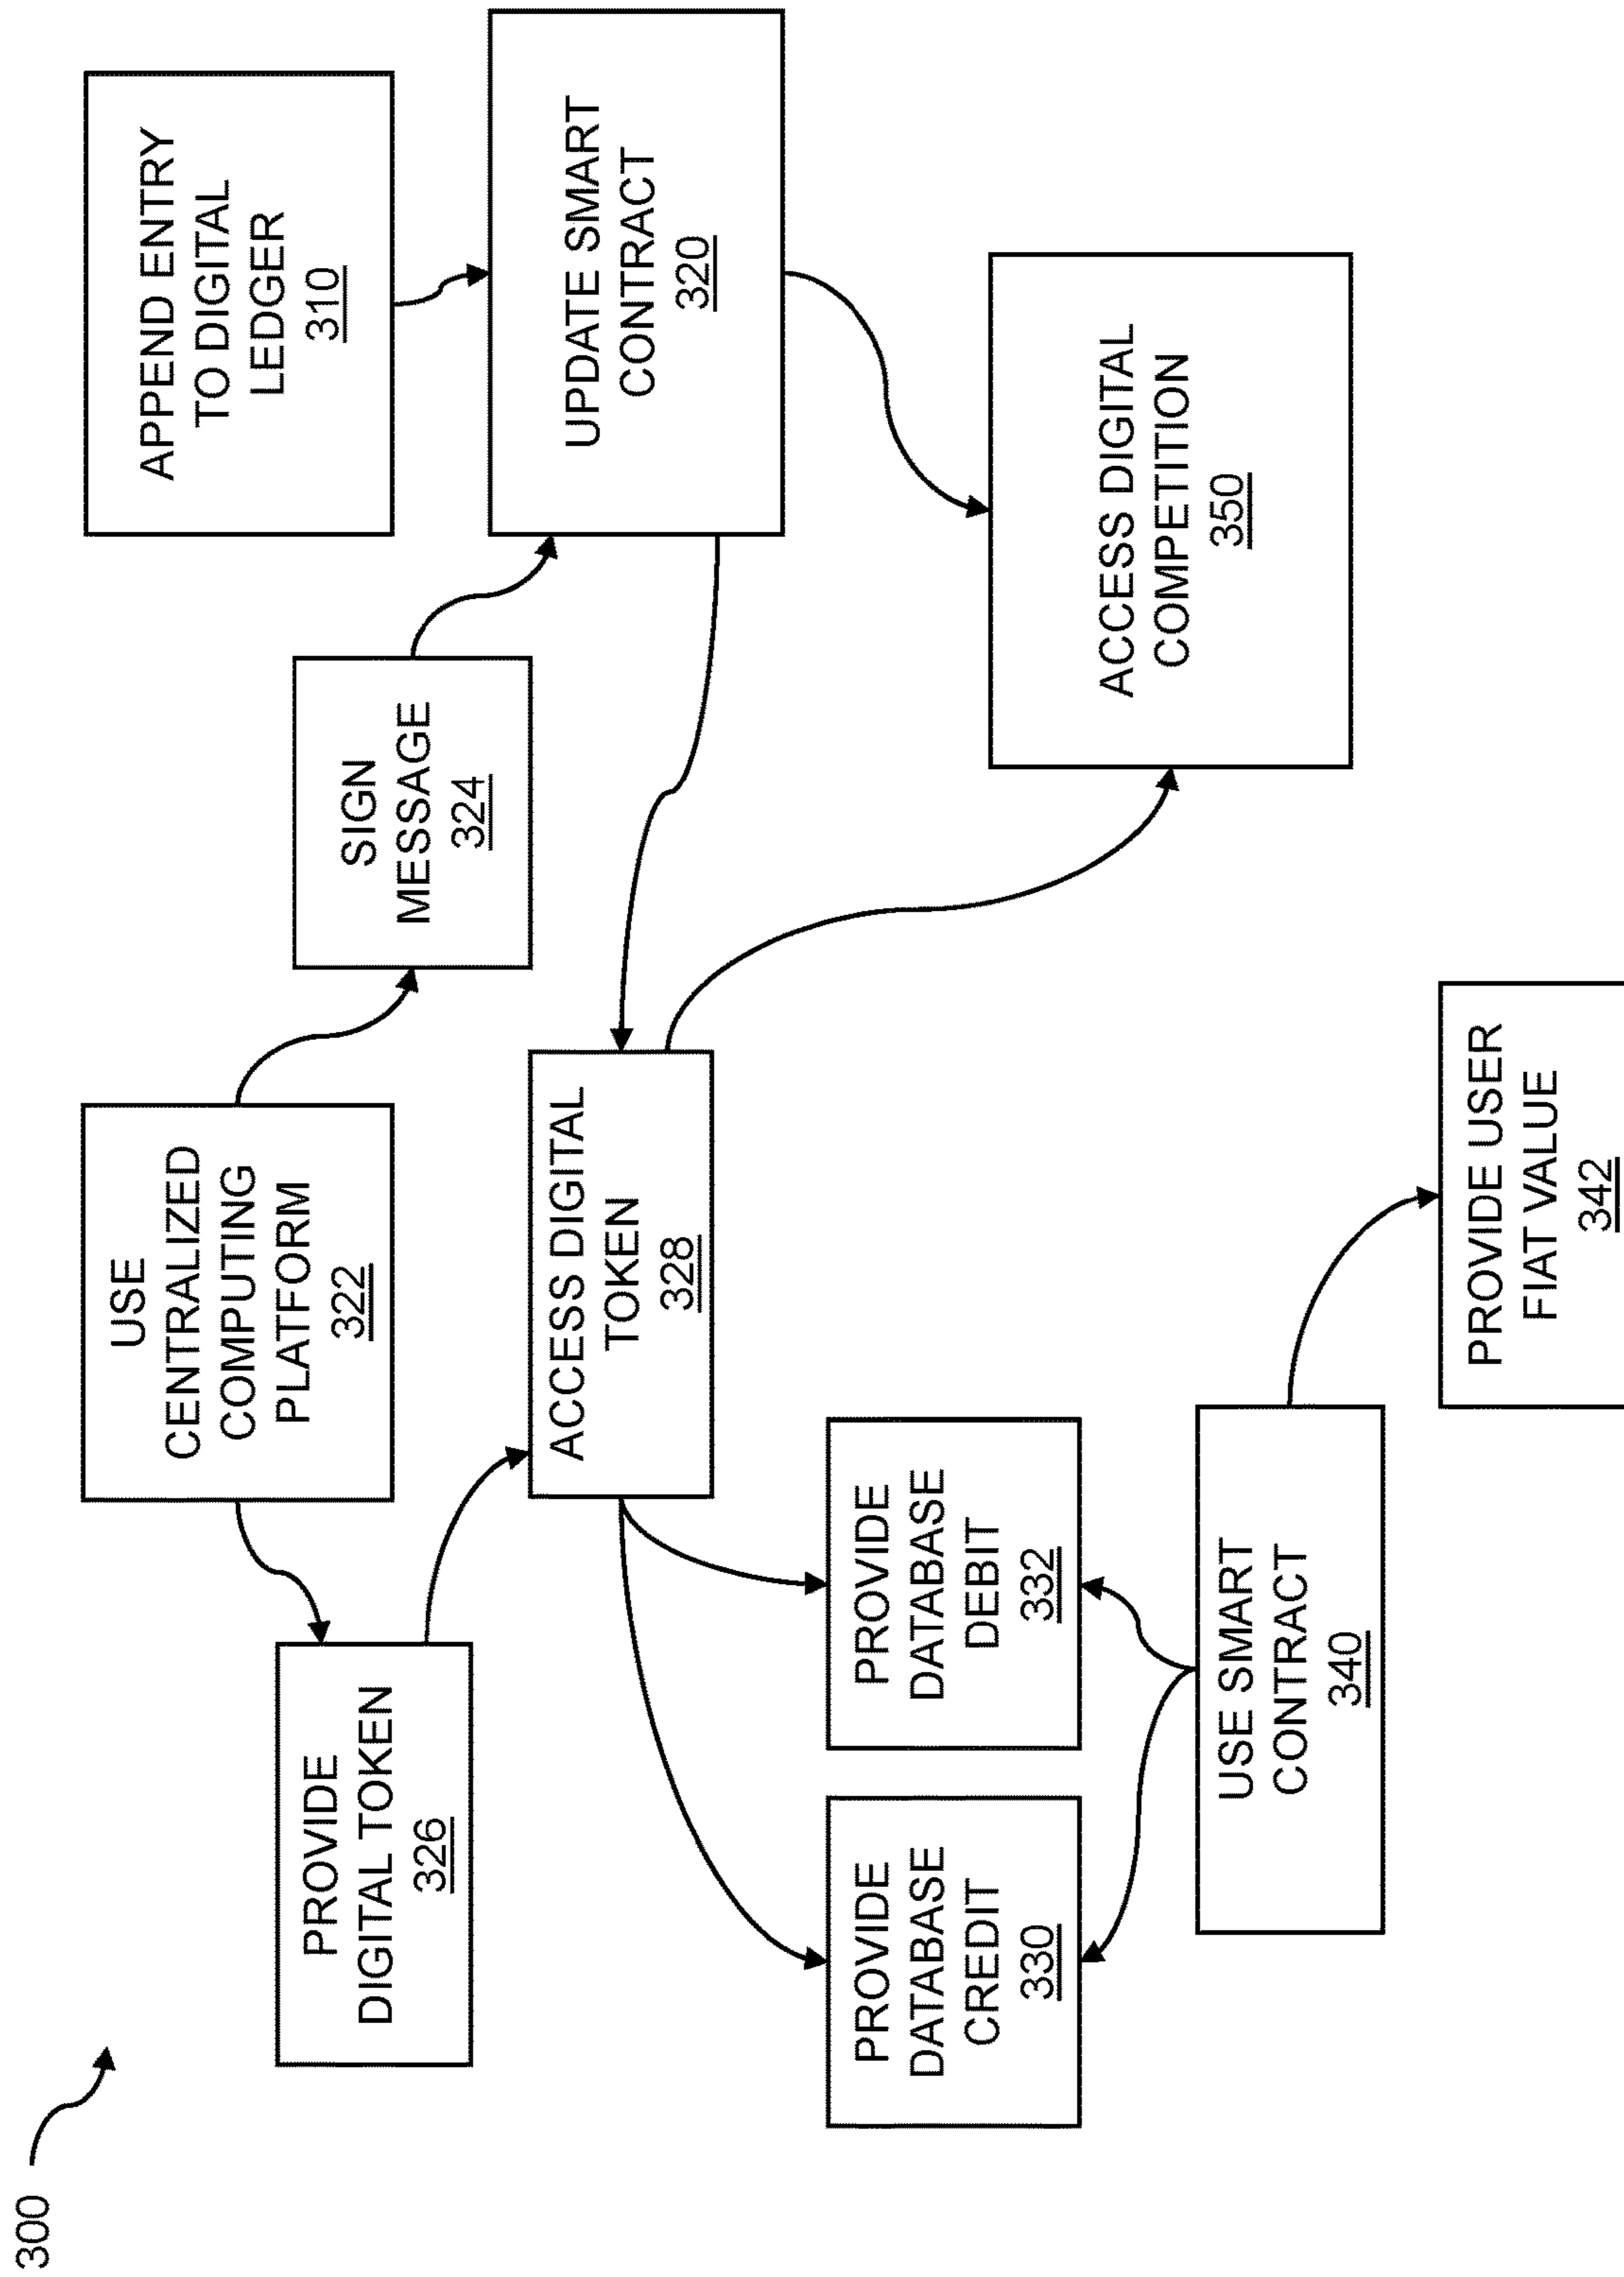 300
USE
CENTRALIZED
COMPUTING
PLATFORM
322
APPEND ENTRY
TO DIGITAL
LEDGER
310
PROVIDE
DIGITAL TOKEN
326
SIGN
MESSAGE
324
UPDATE SMART
CONTRACT
320
ACCESS DIGITAL
TOKEN
328
PROVIDE
DATABASE
CREDIT
330
PROVIDE
DATABASE
DEBIT
332
ACCESS DIGITAL
COMPETITION
350
USE SMART
CONTRACT
340
PROVIDE USER
FIAT VALUE
342